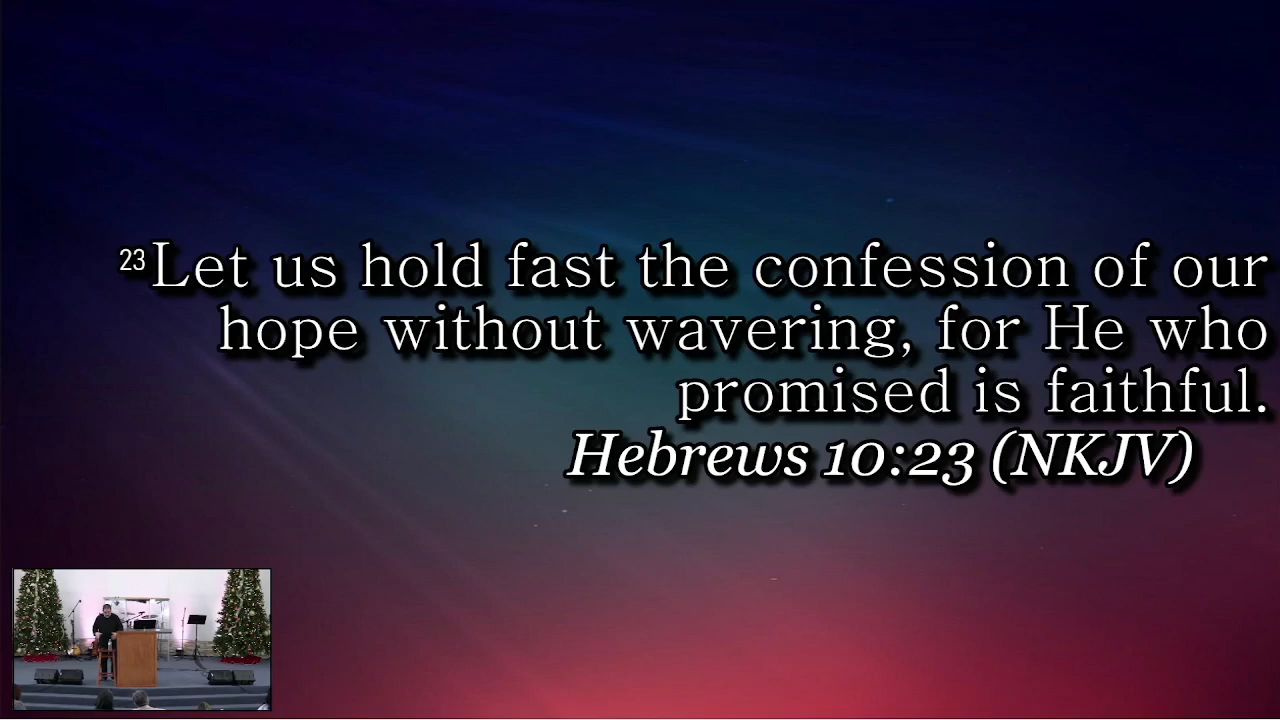 23Let us hold fast the confession of our
hope without wavering, for He who
promised is faithful.
Hebrews 10:23 (NKJV)